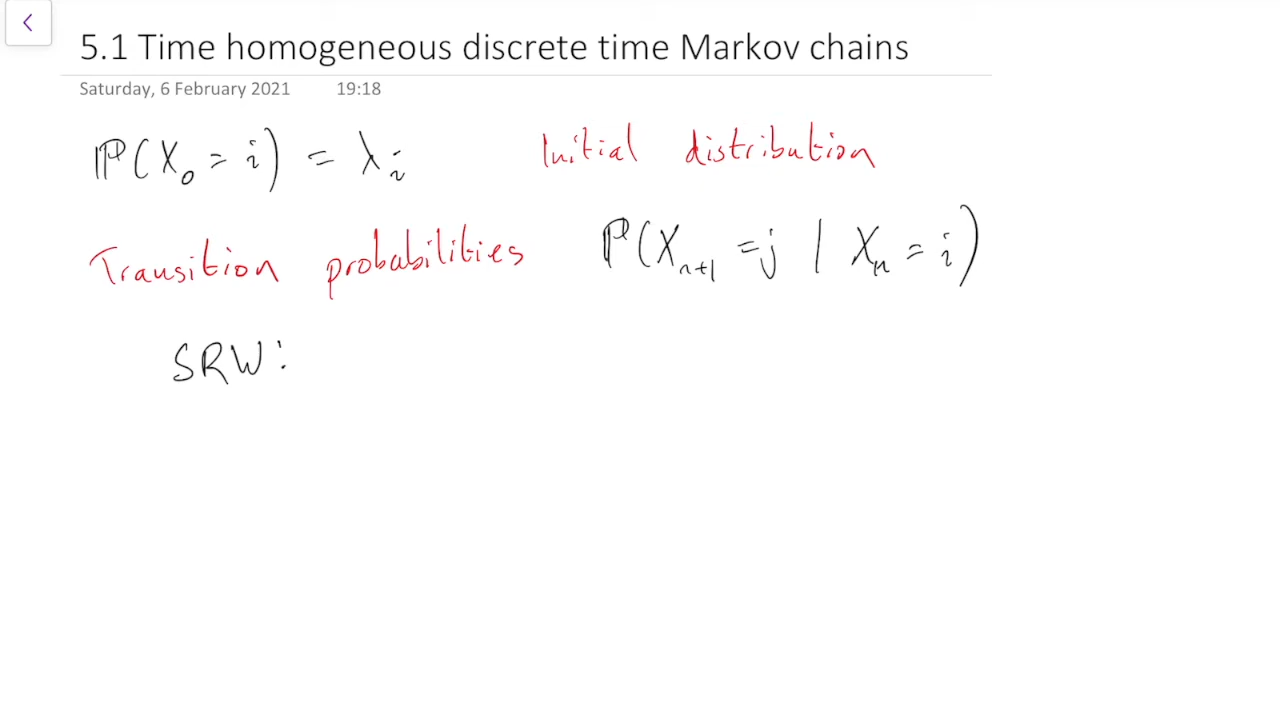 5.1 Time homogeneous discrete time Markov chains
Saturday, 6 February 2021 19:18
ℙ(X₀ = i) = λᵢ Initial distribution
Transition probabilities ℙ(Xₙ₊₁ = j | Xₙ = i)
SRW: